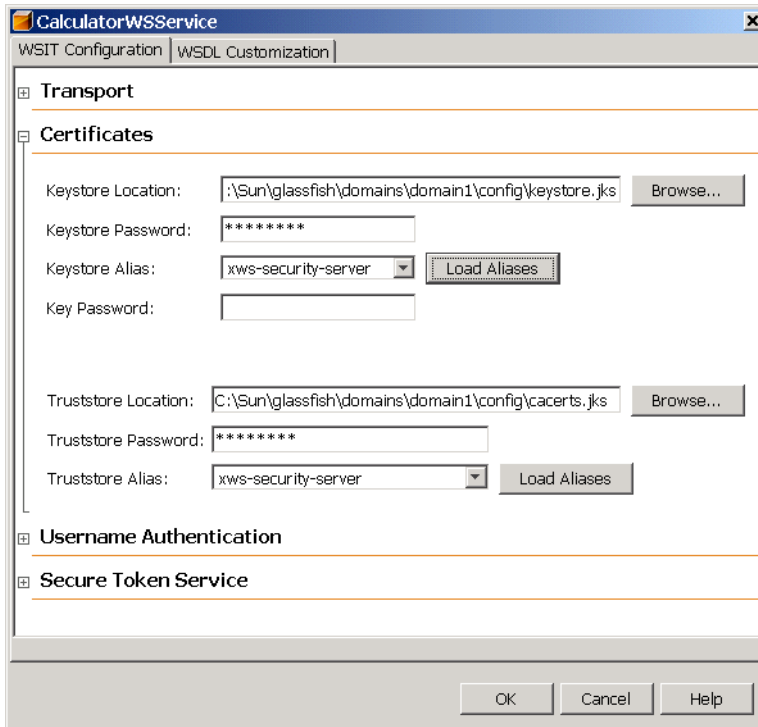 CalculatorWSService
WSIT Configuration WSDL Customization
Transport
Certificates
Keystore Location: :\Sun\glassfish\domains\domain1\config\keystore.jks Browse...
Keystore Password: ********
Keystore Alias: xws-security-server Load Aliases
Key Password:
Truststore Location: C:\Sun\glassfish\domains\domain1\config\cacerts.jks Browse...
Truststore Password: ********
Truststore Alias: xws-security-server Load Aliases
Username Authentication
Secure Token Service
OK Cancel Help